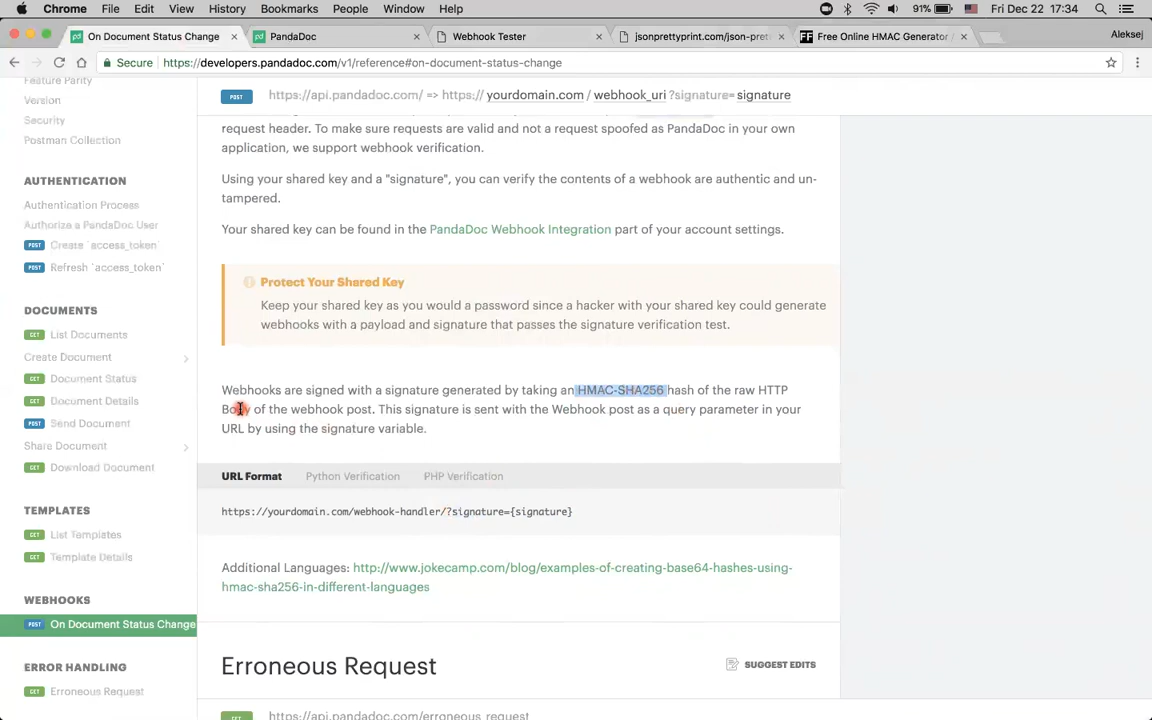 Chrome File Edit View History Bookmarks People Window Help 91% Fri Dec 22 17:34
On Document Status Change PandaDoc Webhook Tester jsonprettyprint.com/json-pret Free Online HMAC Generator Aleksej
Secure https://developers.pandadoc.com/v1/reference#on-document-status-change
Feature Parity
Version
Security
Postman Collection
AUTHENTICATION
Authentication Process
Authorize a PandaDoc User
POST Create `access_token`
POST Refresh `access_token`
DOCUMENTS
GET List Documents
Create Document
GET Document Status
GET Document Details
GET Send Document
Share Document
GET Download Document
TEMPLATES
GET List Templates
GET Template Details
WEBHOOKS
POST On Document Status Change
ERROR HANDLING
GET Erroneous Request
POST https://api.pandadoc.com/ => https:// yourdomain.com / webhook_uri ?signature= signature
request header. To make sure requests are valid and not a request spoofed as PandaDoc in your own
application, we support webhook verification.
Using your shared key and a "signature", you can verify the contents of a webhook are authentic and un-
tampered.
Your shared key can be found in the PandaDoc Webhook Integration part of your account settings.
Protect Your Shared Key
Keep your shared key as you would a password since a hacker with your shared key could generate
webhooks with a payload and signature that passes the signature verification test.
Webhooks are signed with a signature generated by taking an HMAC-SHA256 hash of the raw HTTP
Body of the webhook post. This signature is sent with the Webhook post as a query parameter in your
URL by using the signature variable.
URL Format Python Verification PHP Verification
https://yourdomain.com/webhook-handler/?signature={signature}
Additional Languages: http://www.jokecamp.com/blog/examples-of-creating-base64-hashes-using-
hmac-sha256-in-different-languages
Erroneous Request SUGGEST EDITS
GET https://api.pandadoc.com/erroneous_request